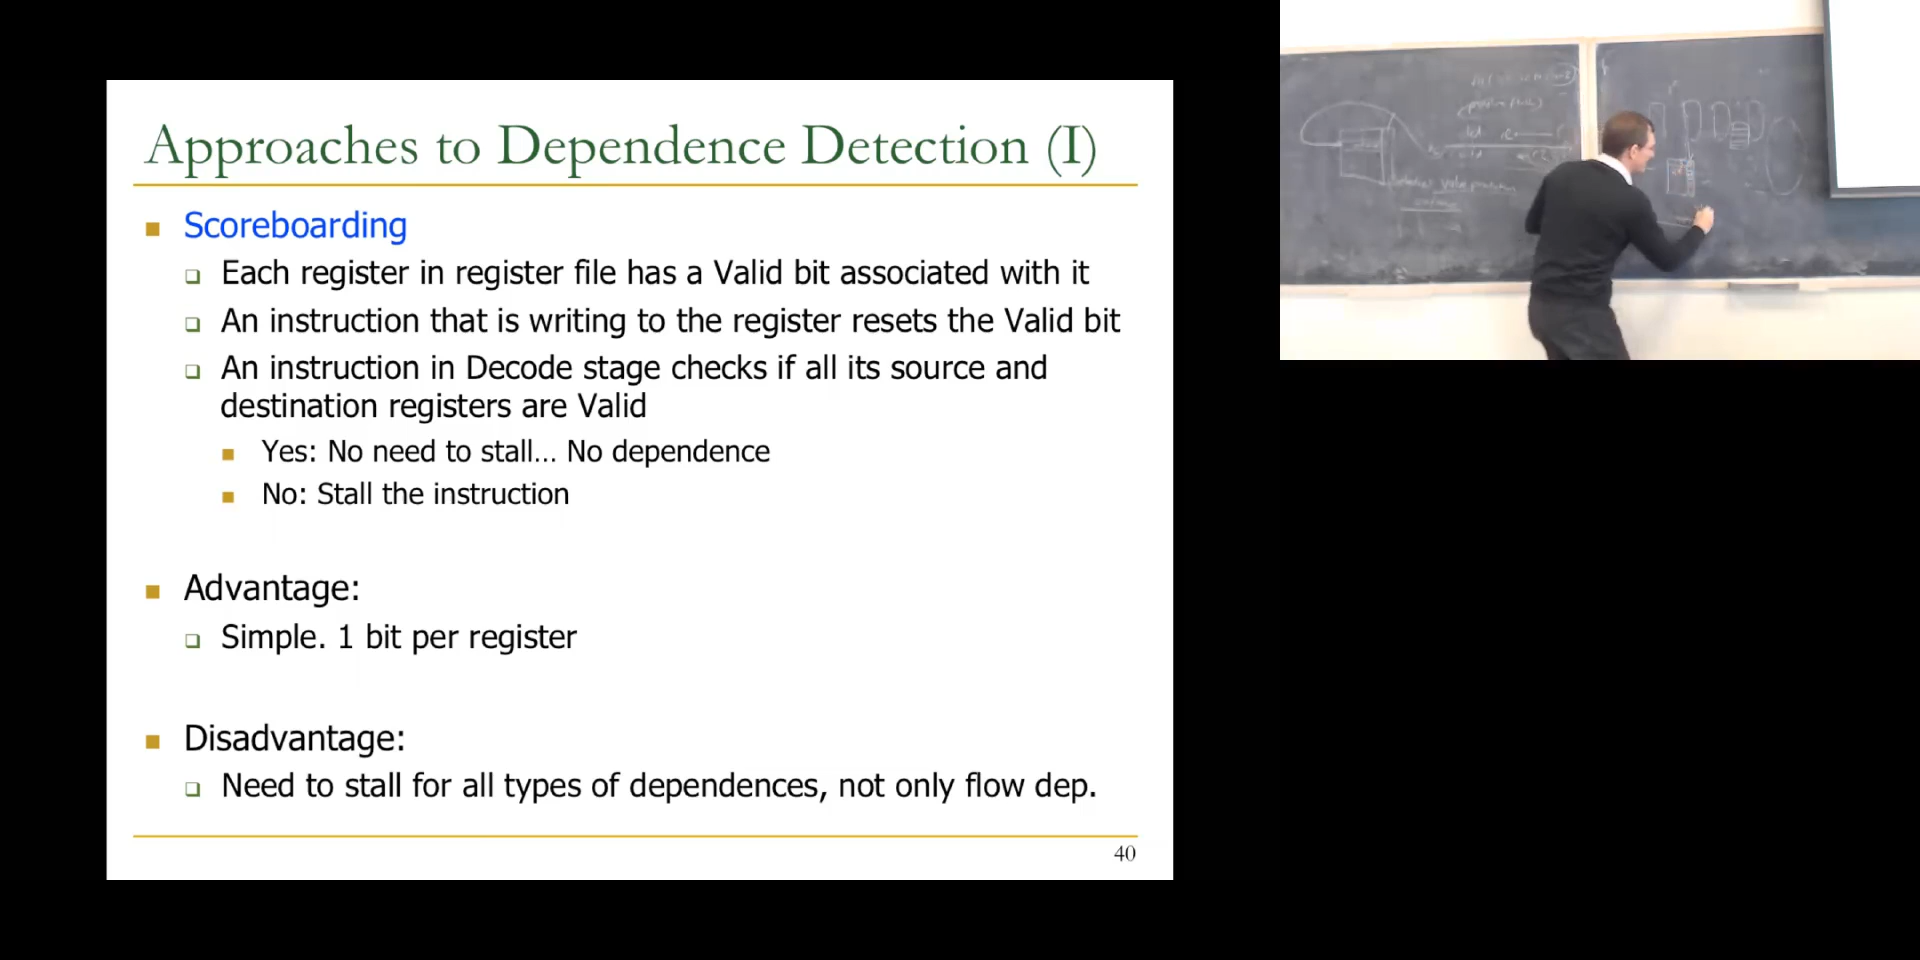 Approaches to Dependence Detection (I)
Scoreboarding
Each register in register file has a Valid bit associated with it
An instruction that is writing to the register resets the Valid bit
An instruction in Decode stage checks if all its source and
destination registers are Valid
Yes: No need to stall... No dependence
No: Stall the instruction
Advantage:
Simple. 1 bit per register
Disadvantage:
Need to stall for all types of dependences, not only flow dep.
40